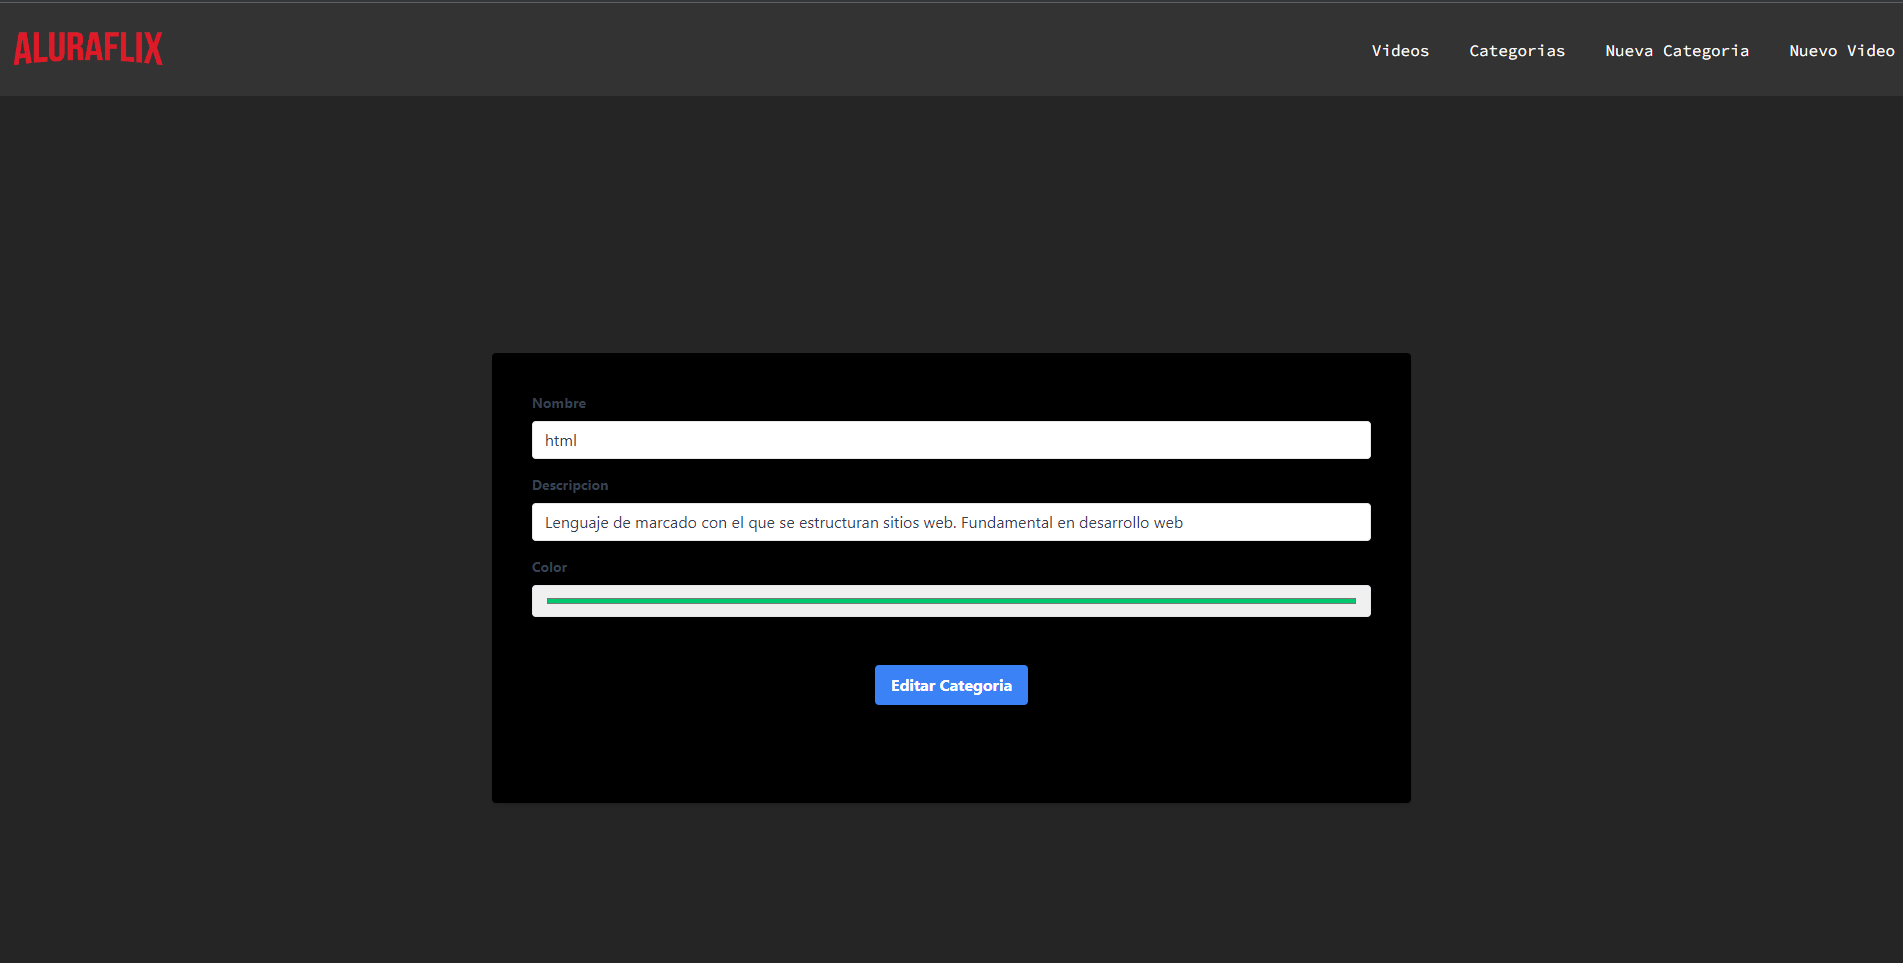 ALURAFLIX
Videos Categorias Nueva Categoria Nuevo Video
Nombre
html
Descripcion
Lenguaje de marcado con el que se estructuran sitios web. Fundamental en desarrollo web
Color
Editar Categoria